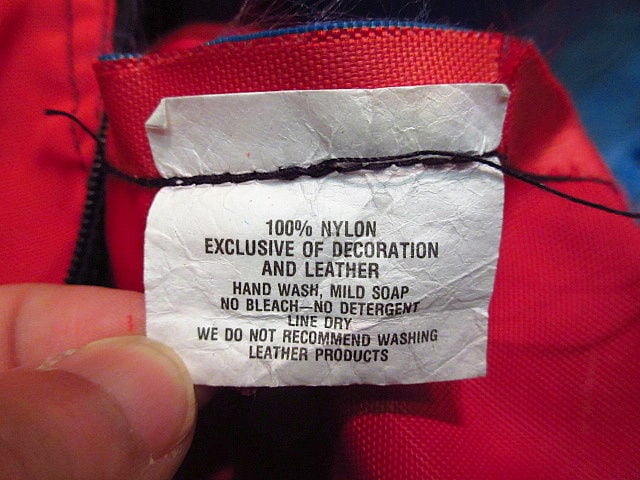 100% NYLON
EXCLUSIVE OF DECORATION
AND LEATHER
HAND WASH, MILD SOAP
NO BLEACH—NO DETERGENT
LINE DRY
WE DO NOT RECOMMEND WASHING
LEATHER PRODUCTS